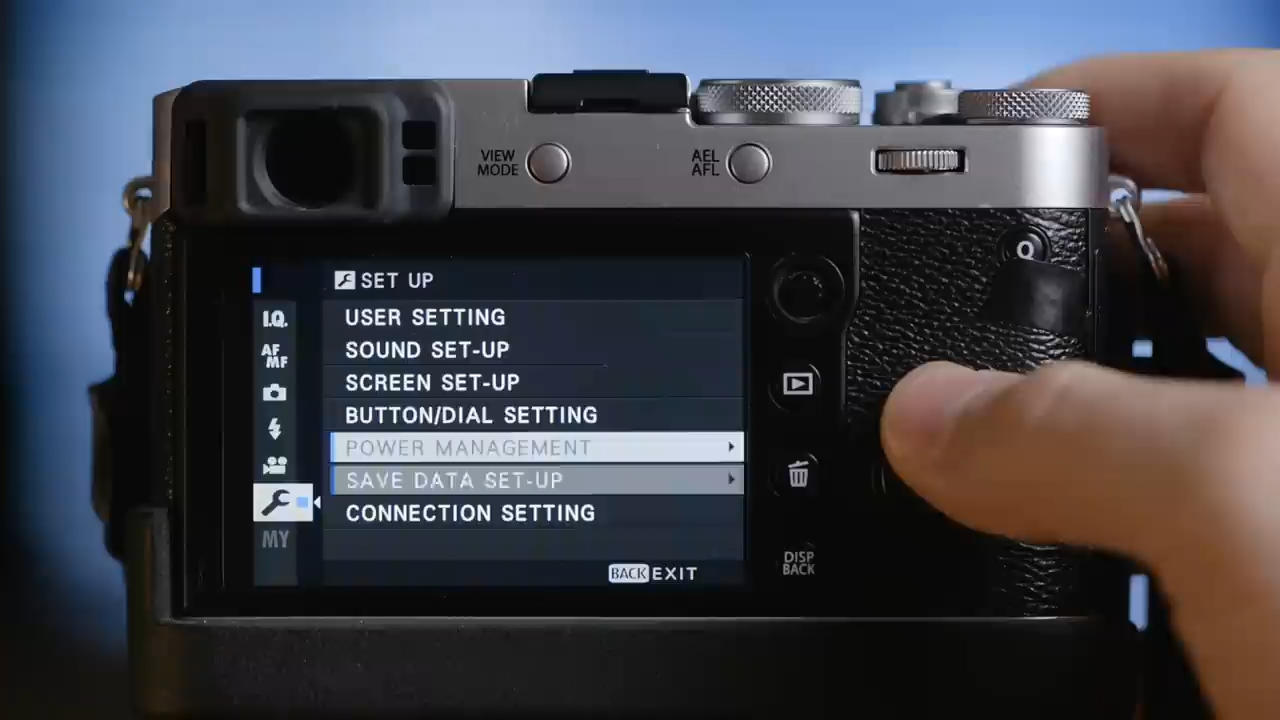 VIEW
MODE
AEL
AFL
Q
SET UP
I.Q.
AF
MF
MY
USER SETTING
SOUND SET-UP
SCREEN SET-UP
BUTTON/DIAL SETTING
POWER MANAGEMENT
SAVE DATA SET-UP
CONNECTION SETTING
BACK EXIT
DISP
BACK